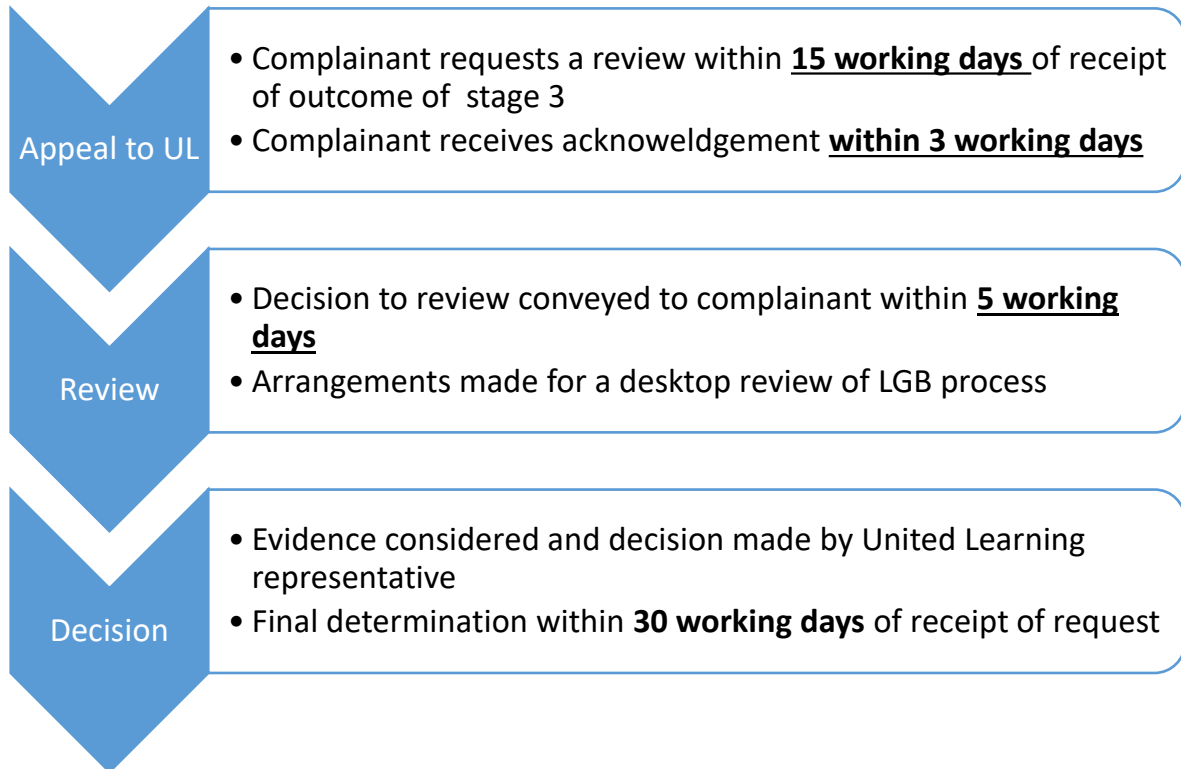 Appeal to UL
• Complainant requests a review within 15 working days of receipt
of outcome of stage 3
• Complainant receives acknoweldgement within 3 working days
Review
• Decision to review conveyed to complainant within 5 working
days
• Arrangements made for a desktop review of LGB process
Decision
• Evidence considered and decision made by United Learning
representative
• Final determination within 30 working days of receipt of request